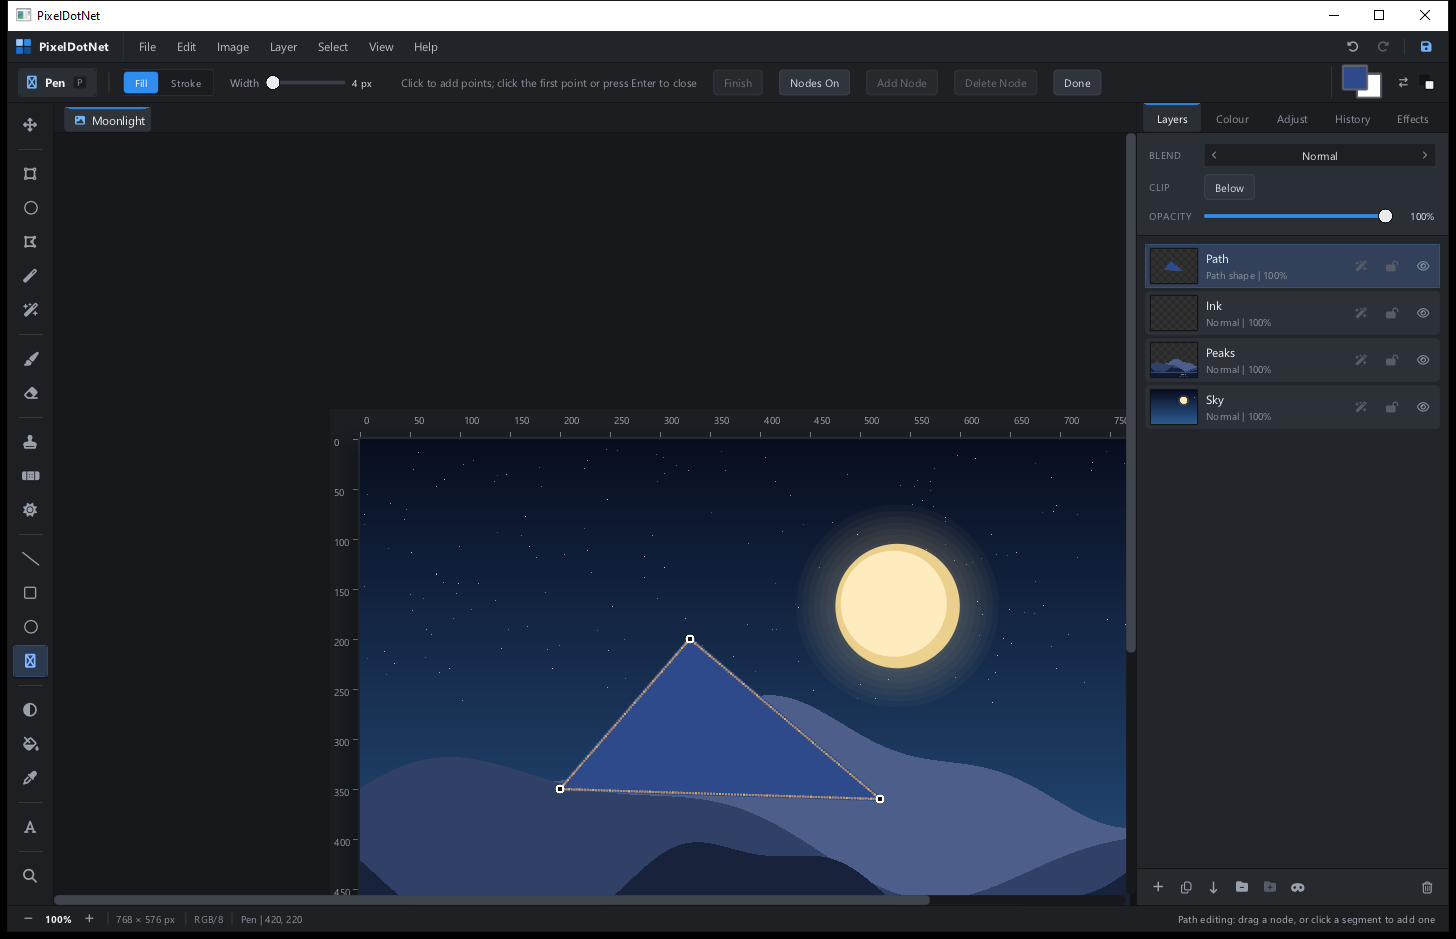 PixelDotNet
PixelDotNet File Edit Image Layer Select View Help
Pen P Fill Stroke Width 4 px Click to add points; click the first point or press Enter to close Finish Nodes On Add Node Delete Node Done
Moonlight
Layers Colour Adjust History Effects
BLEND Normal
CLIP Below
OPACITY 100%
Path
Path shape | 100%
Ink
Normal | 100%
Peaks
Normal | 100%
Sky
Normal | 100%
0 50 100 150 200 250 300 350 400 450 500 550 600 650 700 750
0
50
100
150
200
250
300
350
400
450
A
100% 768 × 576 px RGB/8 Pen | 420, 220 Path editing: drag a node, or click a segment to add one